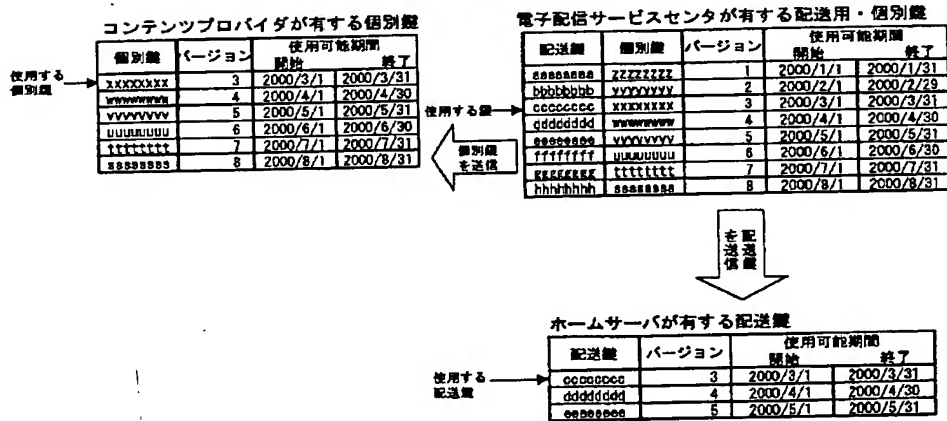 コンテンツプロバイダが有する個別鍵
個別鍵 バージョン 使用可能期間
開始 終了
使用する
個別鍵
xxxxxxxx 3 2000/3/1 2000/3/31
wwwwwwww 4 2000/4/1 2000/4/30
vvvvvvvv 5 2000/5/1 2000/5/31
uuuuuuuu 6 2000/6/1 2000/6/30
tttttttt 7 2000/7/1 2000/7/31
ssssssss 8 2000/8/1 2000/8/31
電子配信サービスセンタが有する配送用・個別鍵
配送鍵 個別鍵 バージョン 使用可能期間
開始 終了
使用する鍵
aaaaaaaa zzzzzzzz 1 2000/1/1 2000/1/31
bbbbbbbb yyyyyyyy 2 2000/2/1 2000/2/29
cccccccc xxxxxxxx 3 2000/3/1 2000/3/31
dddddddd wwwwwwww 4 2000/4/1 2000/4/30
eeeeeeee vvvvvvvv 5 2000/5/1 2000/5/31
ffffffff uuuuuuuu 6 2000/6/1 2000/6/30
gggggggg tttttttt 7 2000/7/1 2000/7/31
hhhhhhhh ssssssss 8 2000/8/1 2000/8/31
個別鍵
を送信
配送鍵
を送信
ホームサーバが有する配送鍵
配送鍵 バージョン 使用可能期間
開始 終了
使用する
配送鍵
cccccccc 3 2000/3/1 2000/3/31
dddddddd 4 2000/4/1 2000/4/30
eeeeeeee 5 2000/5/1 2000/5/31